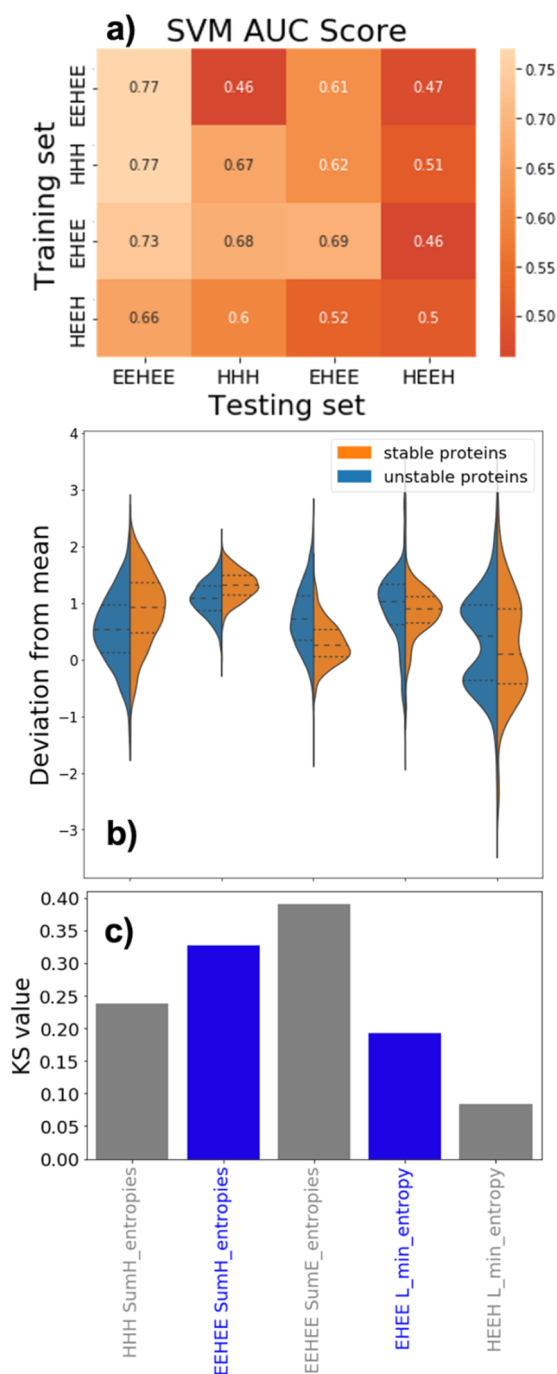 a) SVM AUC Score
Training set
EEHEE 0.77 0.46 0.61 0.47
HHH 0.77 0.67 0.62 0.51
EHEE 0.73 0.68 0.69 0.46
HEEH 0.66 0.6 0.52 0.5
EEHEE HHH EHEE HEEH
Testing set
0.75
0.70
0.65
0.60
0.55
0.50
stable proteins
unstable proteins
Deviation from mean
4
3
2
1
0
−1
−2
−3
b)
c)
KS value
0.40
0.35
0.30
0.25
0.20
0.15
0.10
0.05
0.00
HHH SumH_entropies
EEHEE SumH_entropies
EEHEE SumE_entropies
EHEE L_min_entropy
HEEH L_min_entropy